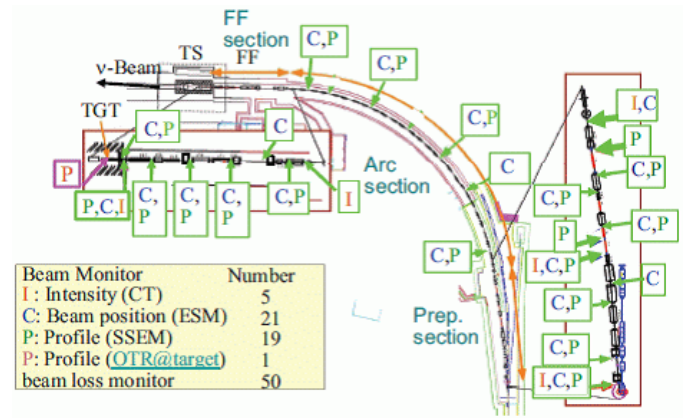 FF
section
FF
TS
ν-Beam
TGT
C,P
C,P
C,P
C
C,P
Arc
section
Prep.
section
C,P
C
P
P,C,I
C,
P
C,
P
C,
P
C,P
I
I,C
P
C,P
C,P
C,P
P
I,C,P
C
C,P
C,P
I,C,P
Beam Monitor Number
I : Intensity (CT) 5
C: Beam position (ESM) 21
P: Profile (SSEM) 19
P: Profile (OTR@target) 1
beam loss monitor 50